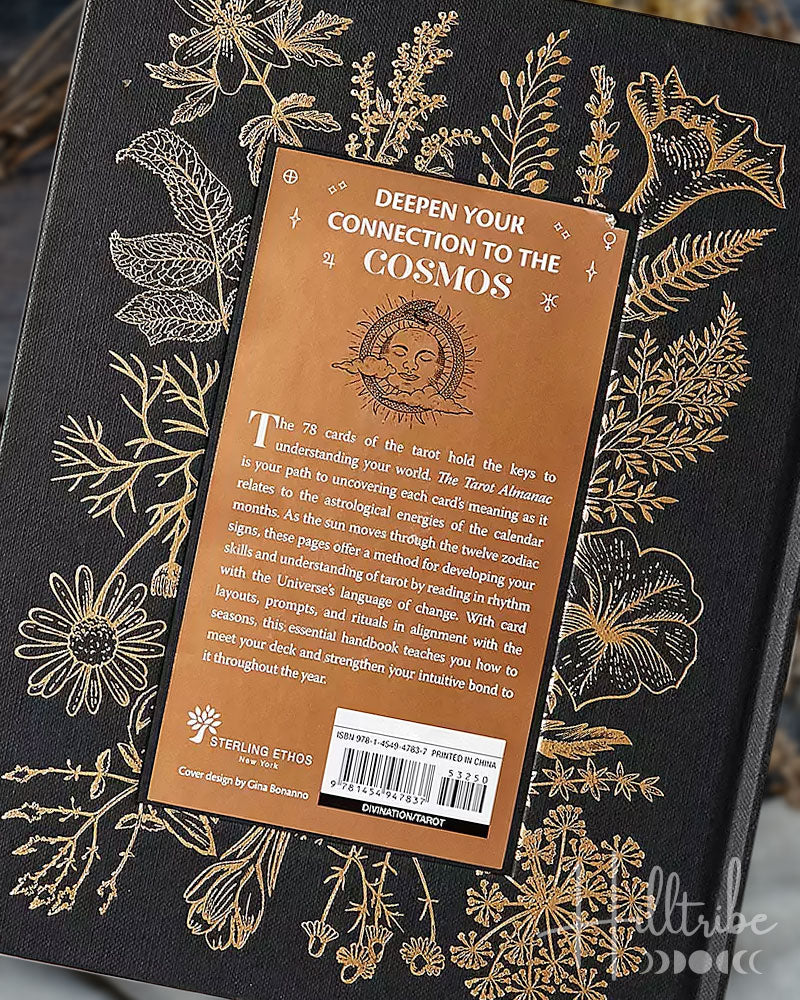 DEEPEN YOUR
CONNECTION TO THE
COSMOS
The 78 cards of the tarot hold the keys to
understanding your world. The Tarot Almanac
is your path to uncovering each card's meaning as it
relates to the astrological energies of the calendar
months. As the sun moves through the twelve zodiac
signs, these pages offer a method for developing your
skills and understanding of tarot by reading in rhythm
with the Universe's language of change. With card
layouts, prompts, and rituals in alignment with the
seasons, this essential handbook teaches you how to
meet your deck and strengthen your intuitive bond to
it throughout the year.
STERLING ETHOS
New York
Cover design by Gina Bonanno
ISBN 978-1-4549-4783-7 PRINTED IN CHINA
53250
9 781454 947837
DIVINATION/TAROT
Hilltribe